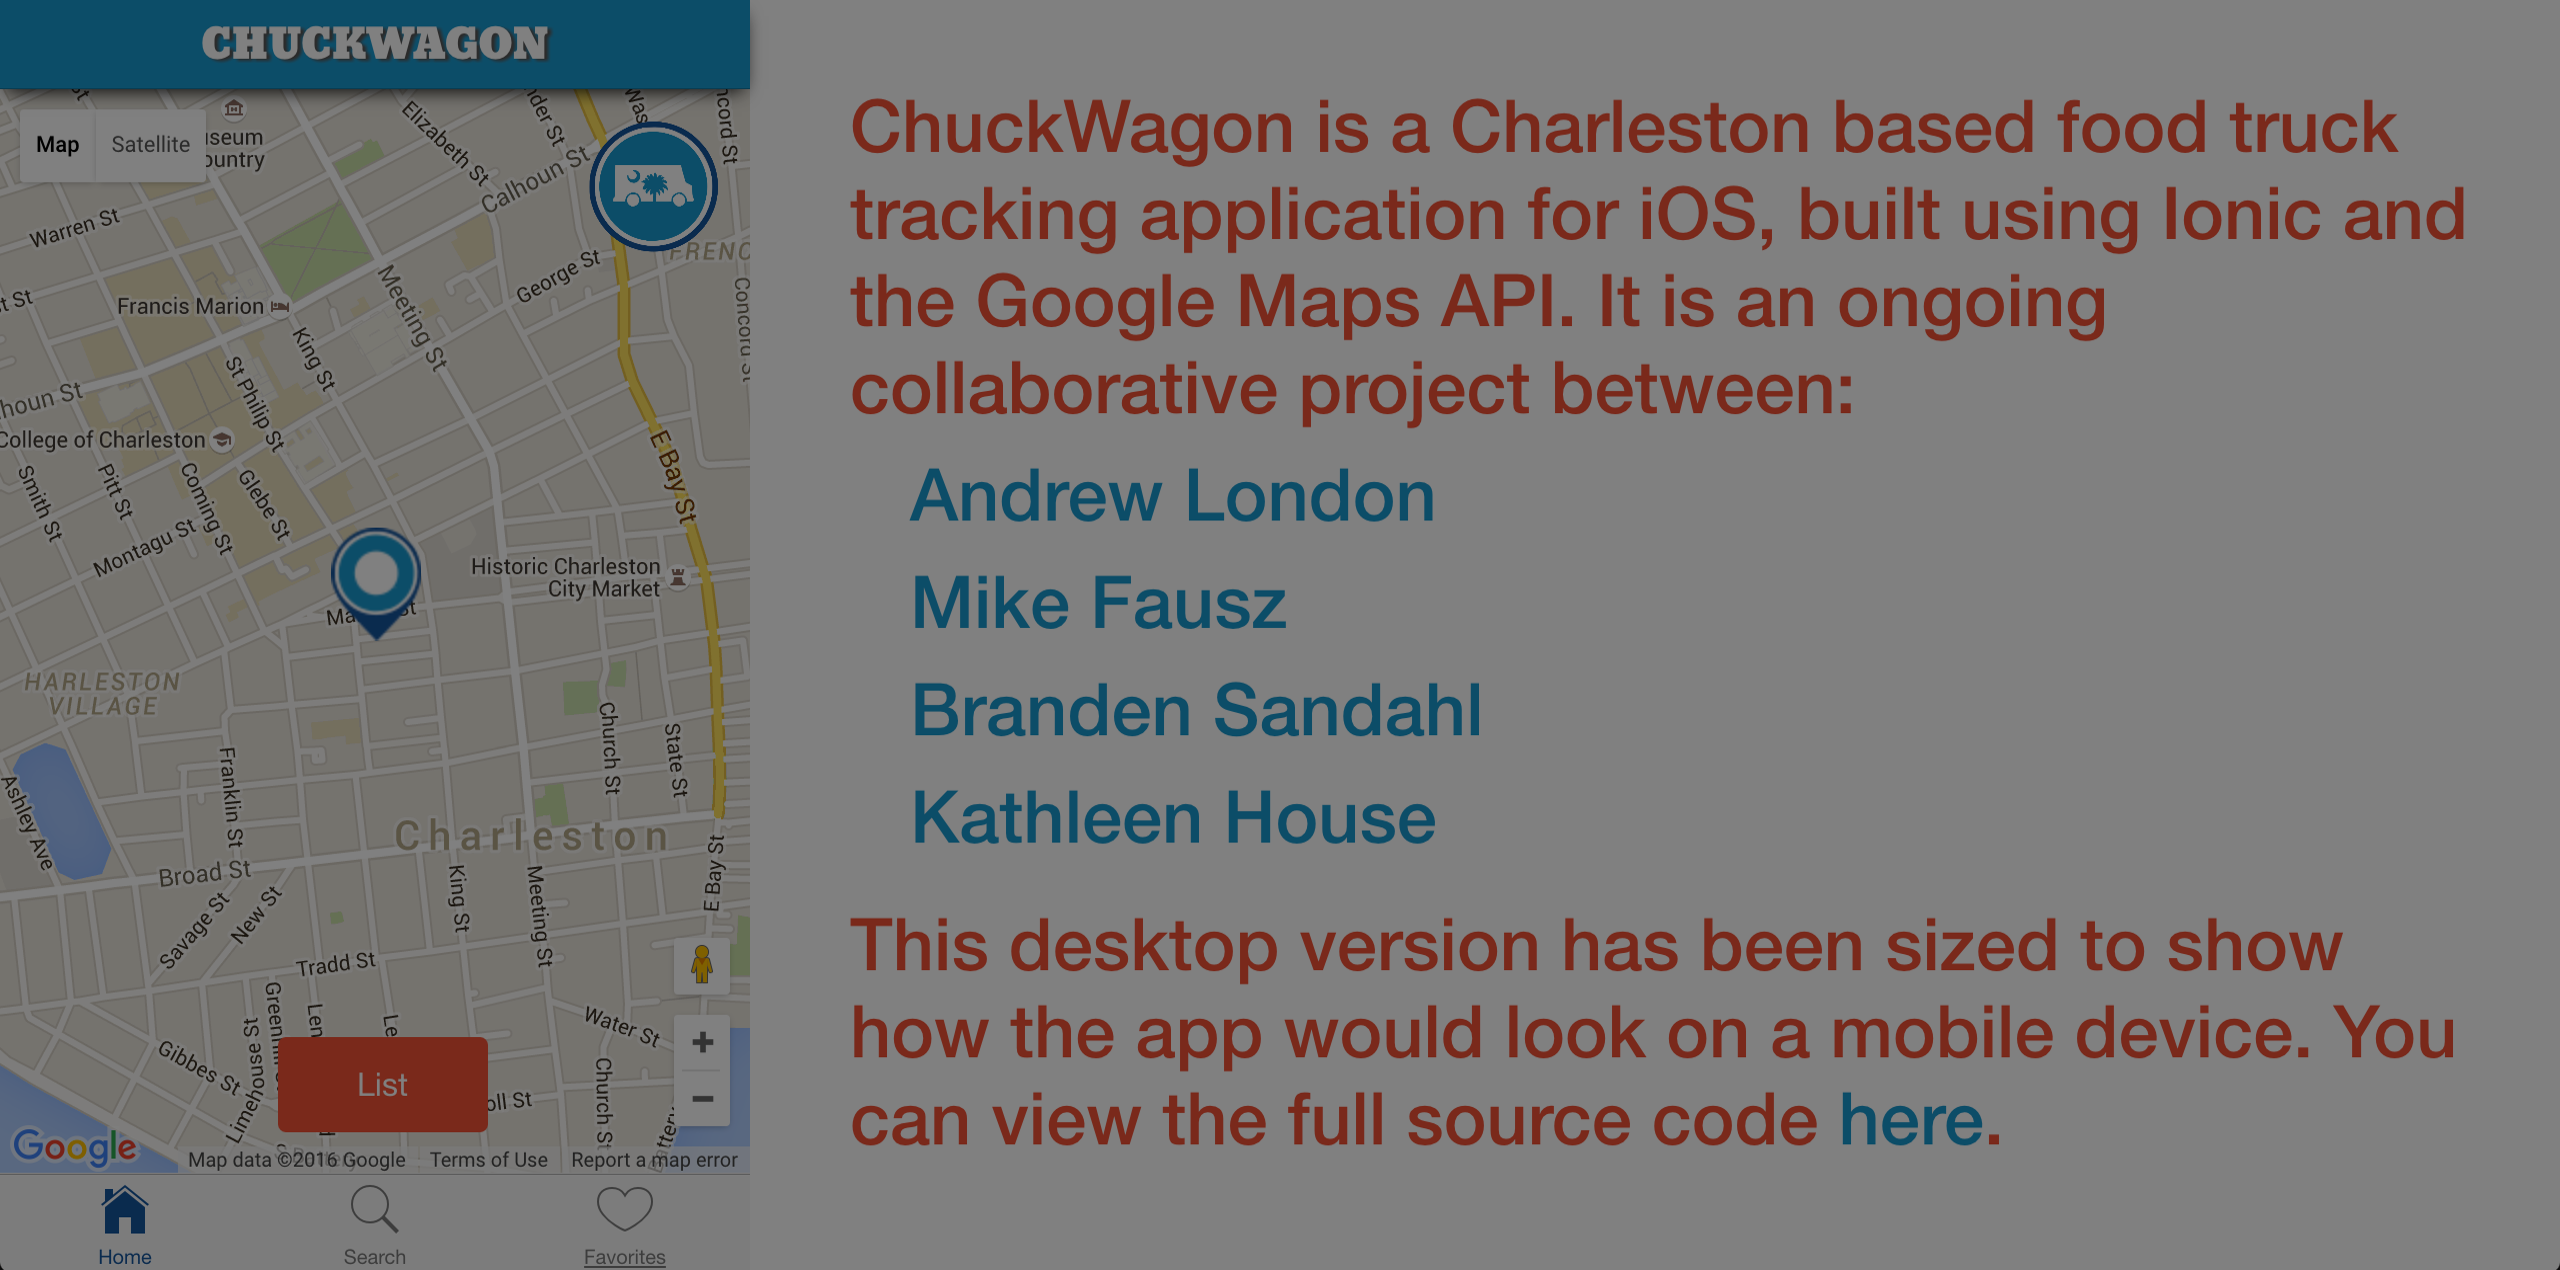 CHUCKWAGON
Map
Satellite
Elizabeth St
Calhoun St
Warren St
George St
Francis Marion
Meeting St
King St
St Philip St
College of Charleston
E Bay St
Smith St
Pitt St
Coming St
Glebe St
Montagu St
Historic Charleston
City Market
HARLESTON
VILLAGE
Church St
State St
Franklin St
Ashley Ave
Charleston
Broad St
King St
Meeting St
E Bay St
Savage St
New St
Tradd St
Water St
Gibbes St
Church St
List
Google
Map data ©2016 Google
Terms of Use
Report a map error
Home
Search
Favorites
ChuckWagon is a Charleston based food truck
tracking application for iOS, built using Ionic and
the Google Maps API. It is an ongoing
collaborative project between:
Andrew London
Mike Fausz
Branden Sandahl
Kathleen House
This desktop version has been sized to show
how the app would look on a mobile device. You
can view the full source code here.